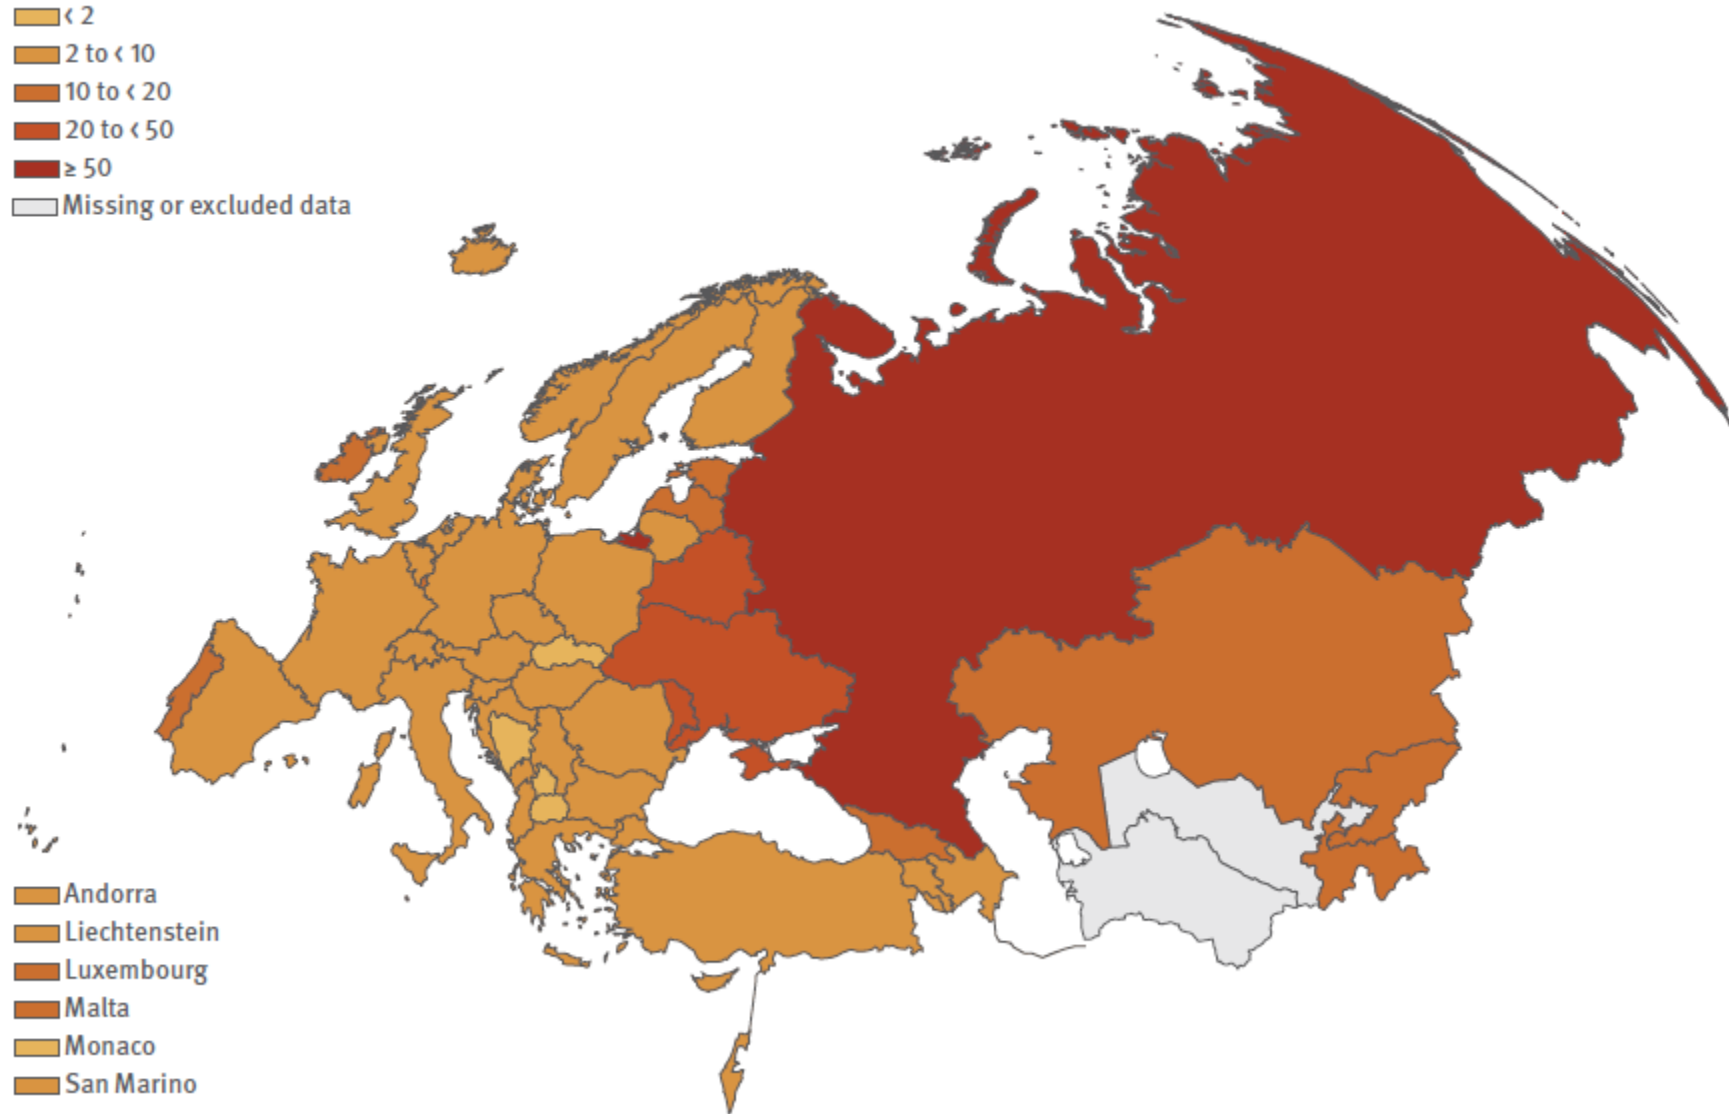 < 2
2 to < 10
10 to < 20
20 to < 50
≥ 50
Missing or excluded data
Andorra
Liechtenstein
Luxembourg
Malta
Monaco
San Marino